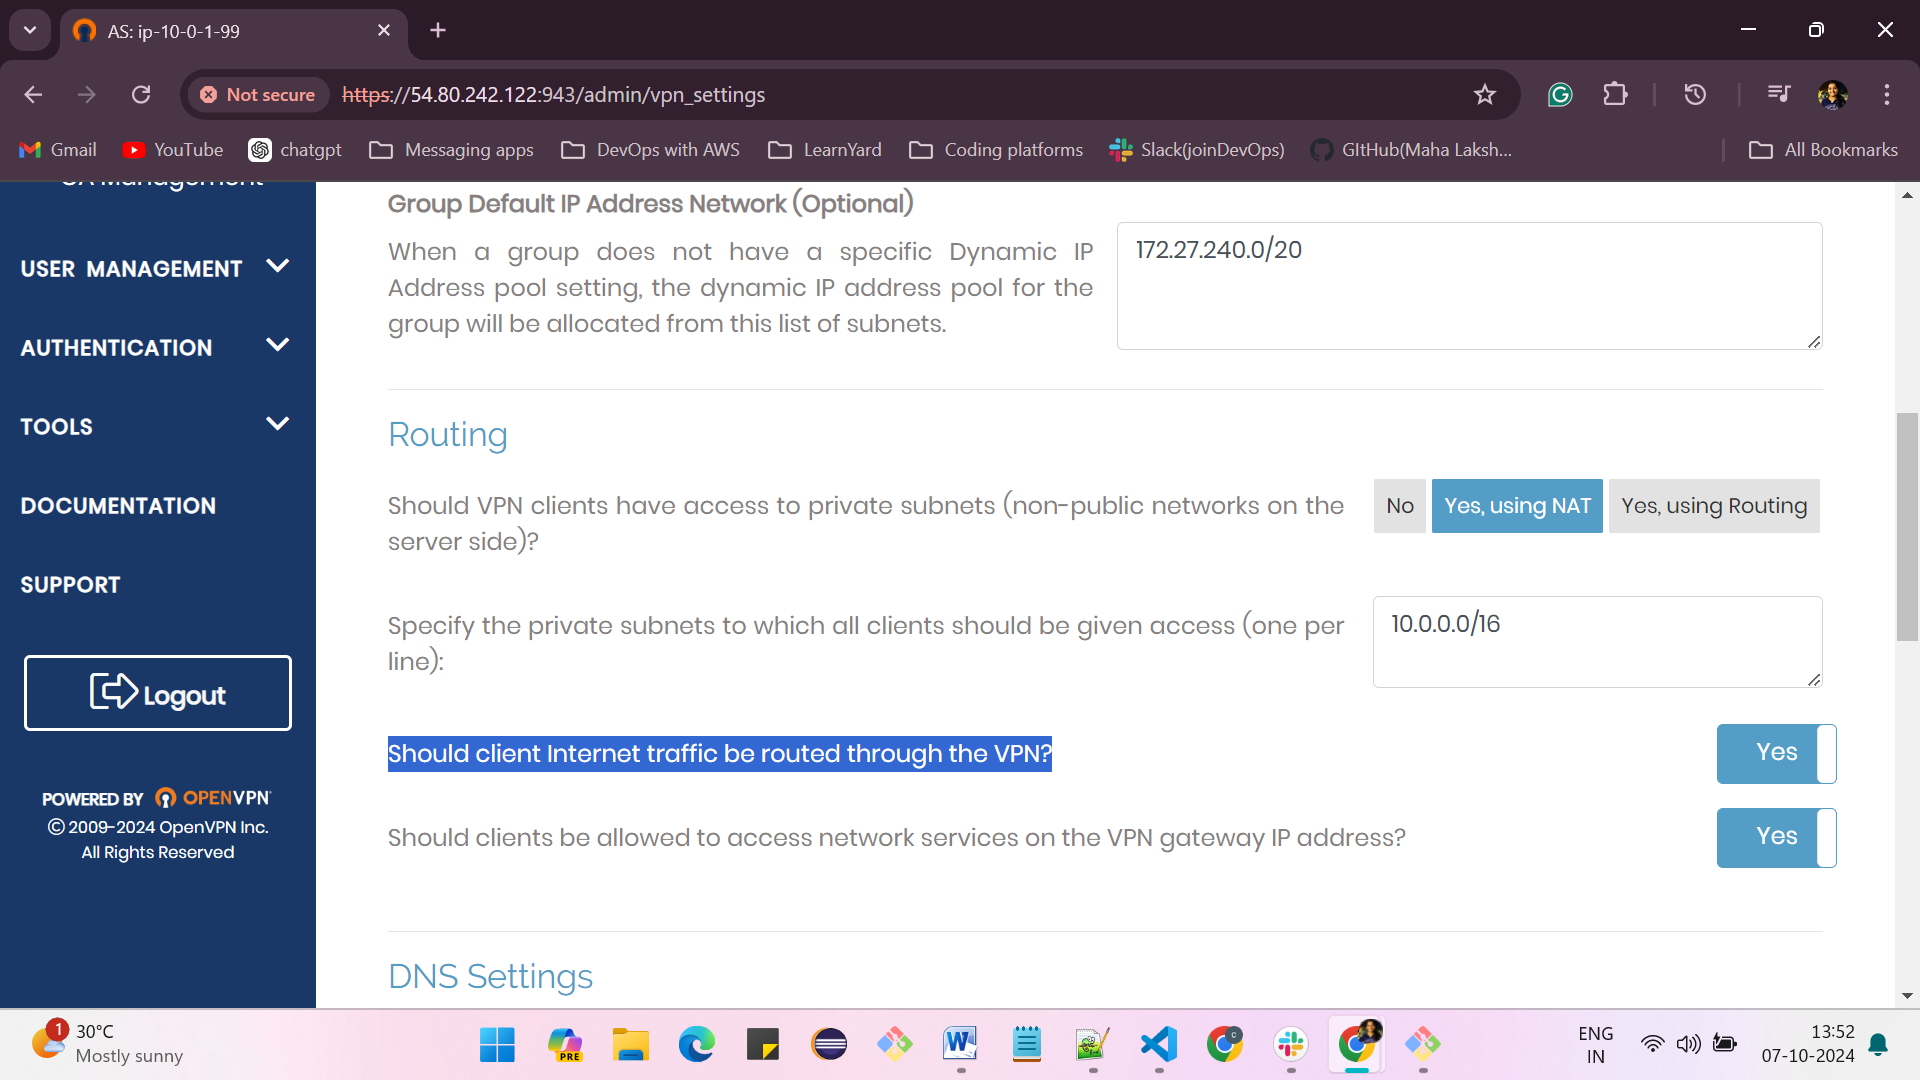 AS: ip-10-0-1-99
Not secure
https://54.80.242.122:943/admin/vpn_settings
Gmail
YouTube
chatgpt
Messaging apps
DevOps with AWS
LearnYard
Coding platforms
Slack(joinDevOps)
GItHub(Maha Laksh...
All Bookmarks
CA Management
USER MANAGEMENT
AUTHENTICATION
TOOLS
DOCUMENTATION
SUPPORT
Logout
POWERED BY OPENVPN
© 2009-2024 OpenVPN Inc.
All Rights Reserved
Group Default IP Address Network (Optional)
When a group does not have a specific Dynamic IP
Address pool setting, the dynamic IP address pool for the
group will be allocated from this list of subnets.
172.27.240.0/20
Routing
Should VPN clients have access to private subnets (non-public networks on the
server side)?
No
Yes, using NAT
Yes, using Routing
Specify the private subnets to which all clients should be given access (one per
line):
10.0.0.0/16
Should client Internet traffic be routed through the VPN?
Yes
Should clients be allowed to access network services on the VPN gateway IP address?
Yes
DNS Settings
1
30°C
Mostly sunny
PRE
ENG
IN
13:52
07-10-2024